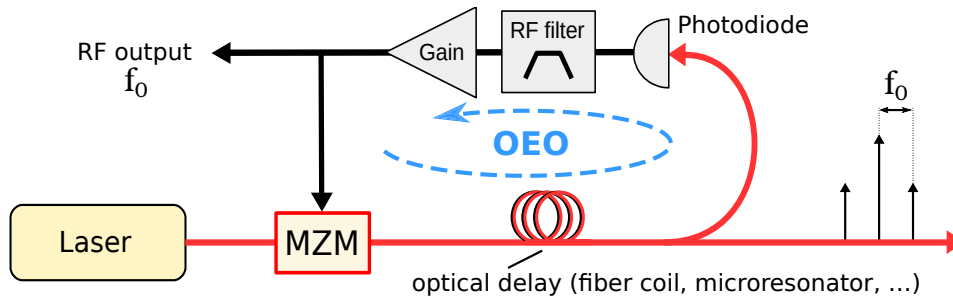 Photodiode
RF filter
Gain
RF output
f₀
f₀
OEO
Laser
MZM
optical delay (fiber coil, microresonator, ...)